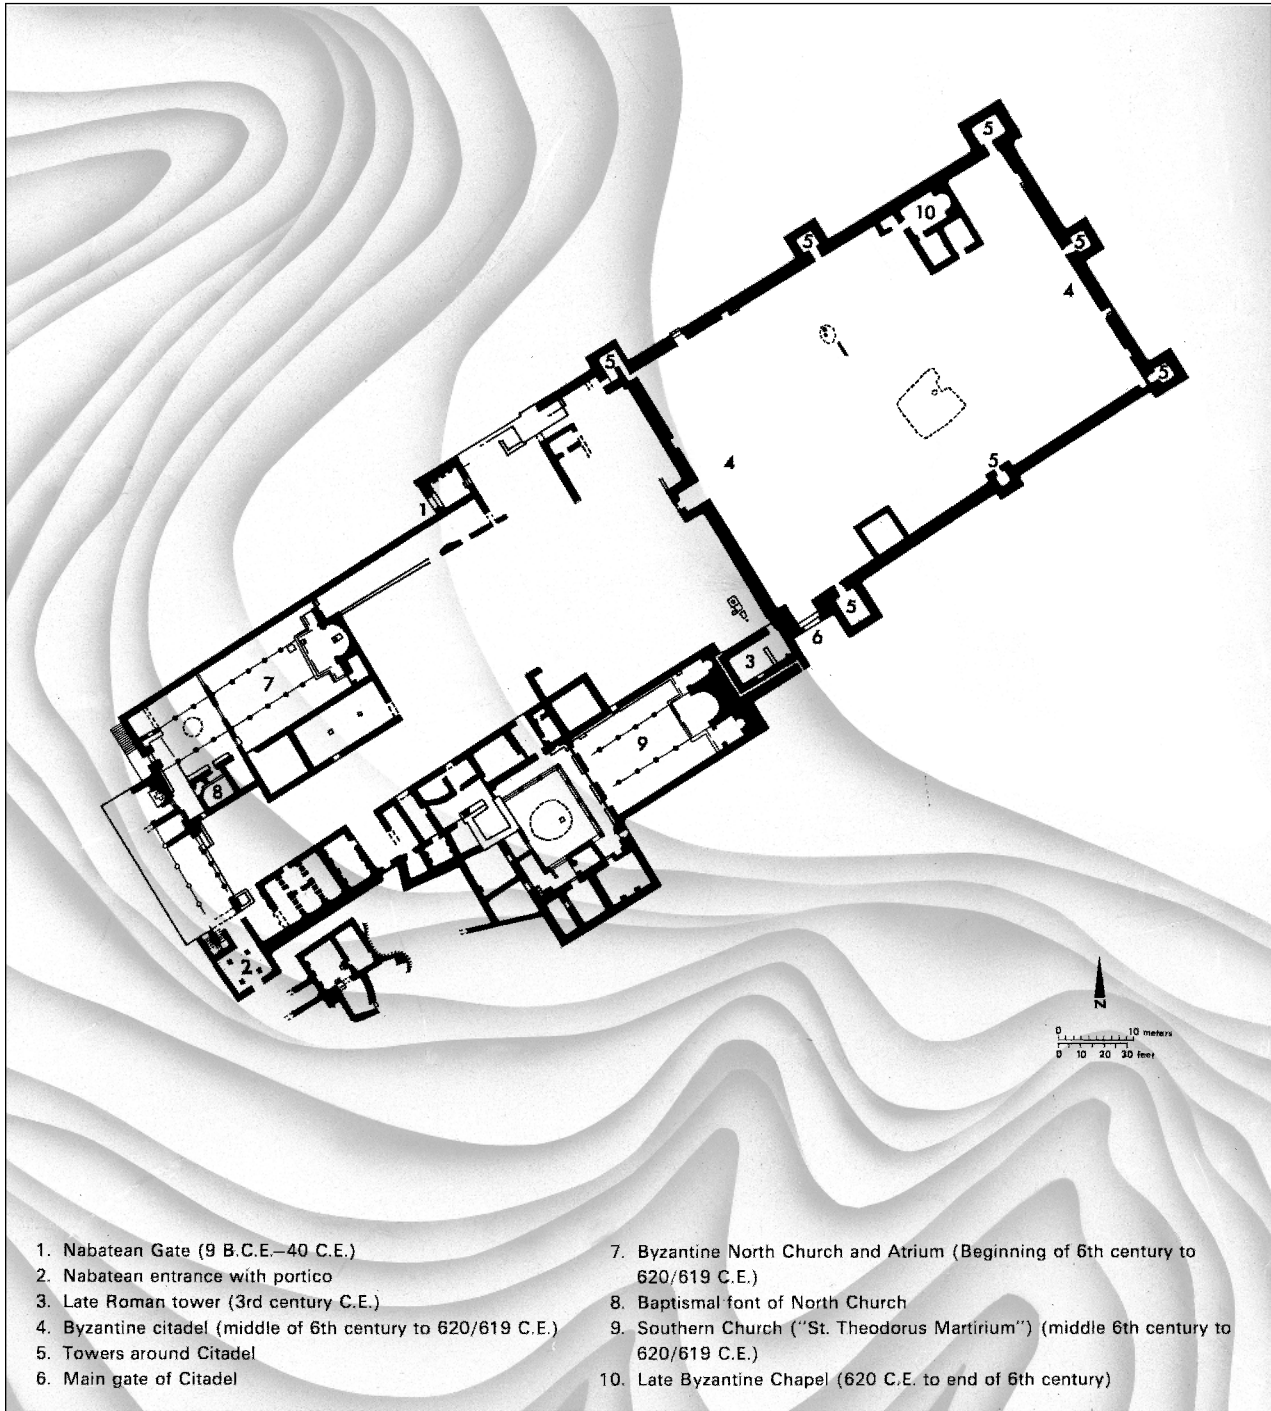 5
10
5
5
4
5
5
4
5
1
5
6
3
7
9
8
2
N
0 10 meters
0 10 20 30 feet
1. Nabatean Gate (9 B.C.E.—40 C.E.)
2. Nabatean entrance with portico
3. Late Roman tower (3rd century C.E.)
4. Byzantine citadel (middle of 6th century to 620/619 C.E.)
5. Towers around Citadel
6. Main gate of Citadel
7. Byzantine North Church and Atrium (Beginning of 6th century to
620/619 C.E.)
8. Baptismal font of North Church
9. Southern Church ("St. Theodorus Martirium") (middle 6th century to
620/619 C.E.)
10. Late Byzantine Chapel (620 C.E. to end of 6th century)